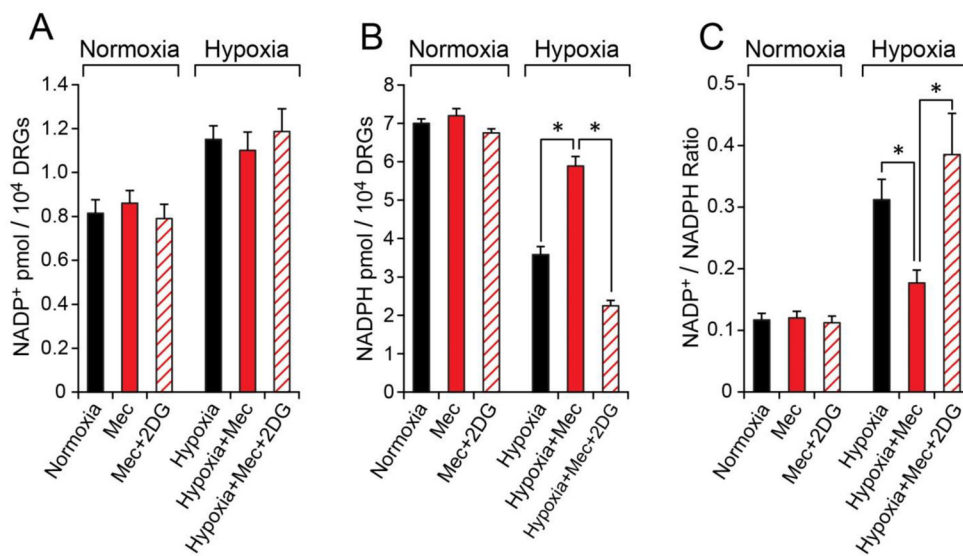 A
Normoxia
Hypoxia
NADP⁺ pmol / 10⁴ DRGs
1.4
1.2
1.0
0.8
0.6
0.4
0.2
0
Normoxia
Mec
Mec+2DG
Hypoxia
Hypoxia+Mec
Hypoxia+Mec+2DG
B
Normoxia
Hypoxia
NADPH pmol / 10⁴ DRGs
8
7
6
5
4
3
2
1
0
* *
Normoxia
Mec
Mec+2DG
Hypoxia
Hypoxia+Mec
Hypoxia+Mec+2DG
C
Normoxia
Hypoxia
NADP⁺ / NADPH Ratio
0.5
0.4
0.3
0.2
0.1
0
*
*
Normoxia
Mec
Mec+2DG
Hypoxia
Hypoxia+Mec
Hypoxia+Mec+2DG